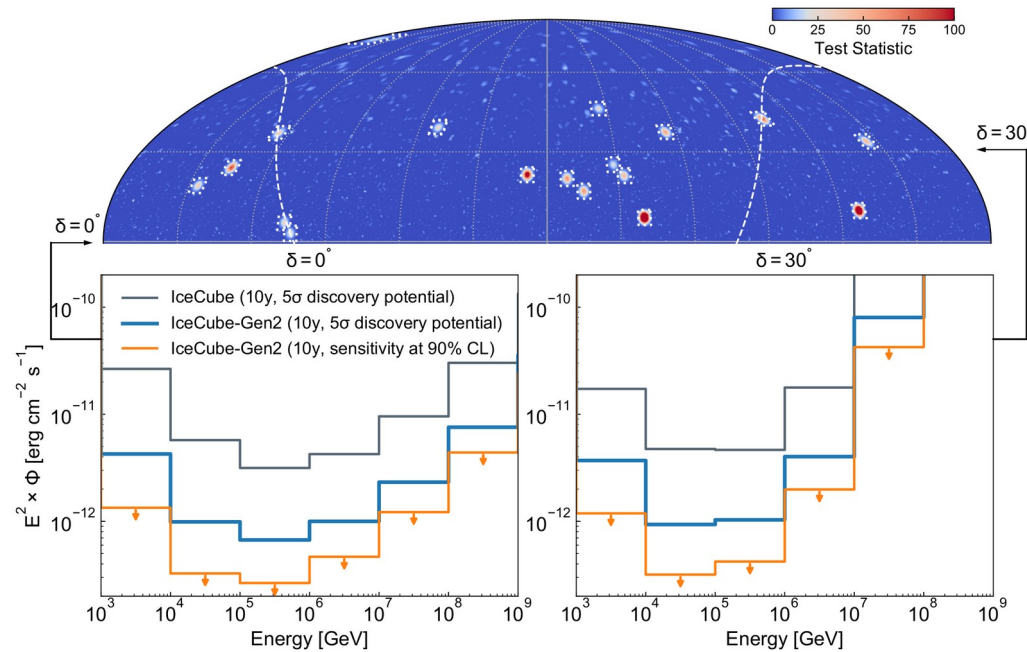 0 25 50 75 100
Test Statistic
δ = 30
δ = 0°
δ = 0°
δ = 30°
IceCube (10y, 5σ discovery potential)
IceCube-Gen2 (10y, 5σ discovery potential)
IceCube-Gen2 (10y, sensitivity at 90% CL)
E² × Φ [erg cm⁻² s⁻¹]
10⁻¹⁰
10⁻¹¹
10⁻¹²
10³ 10⁴ 10⁵ 10⁶ 10⁷ 10⁸ 10⁹
Energy [GeV]
10⁻¹⁰
10⁻¹¹
10⁻¹²
10³ 10⁴ 10⁵ 10⁶ 10⁷ 10⁸ 10⁹
Energy [GeV]